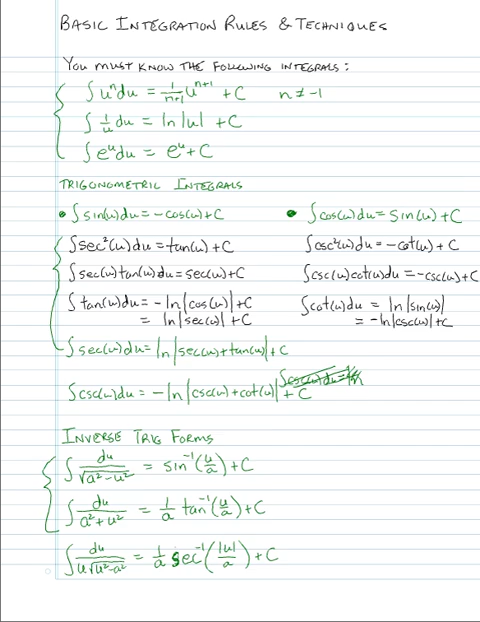 BASIC INTEGRATION RULES & TECHNIQUES
YOU MUST KNOW THE FOLLOWING INTEGRALS:
∫ uⁿ du = 1/(n+1) uⁿ⁺¹ + C n ≠ -1
∫ 1/u du = ln|u| + C
∫ eᵘ du = eᵘ + C
TRIGONOMETRIC INTEGRALS
• ∫ sin(u) du = -cos(u) + C • ∫ cos(u) du = sin(u) + C
∫ sec²(u) du = tan(u) + C ∫ csc²(u) du = -cot(u) + C
∫ sec(u) tan(u) du = sec(u) + C ∫ csc(u) cot(u) du = -csc(u) + C
∫ tan(u) du = -ln|cos(u)| + C ∫ cot(u) du = ln|sin(u)|
= ln|sec(u)| + C = -ln|csc(u)| + C
∫ sec(u) du = ln|sec(u) + tan(u)| + C
∫ csc(u) du = -ln|csc(u) + cot(u)| + C
INVERSE TRIG FORMS
∫ du/√(a²-u²) = sin⁻¹(u/a) + C
∫ du/(a²+u²) = 1/a tan⁻¹(u/a) + C
∫ du/(u√(u²-a²)) = 1/a sec⁻¹(|u|/a) + C